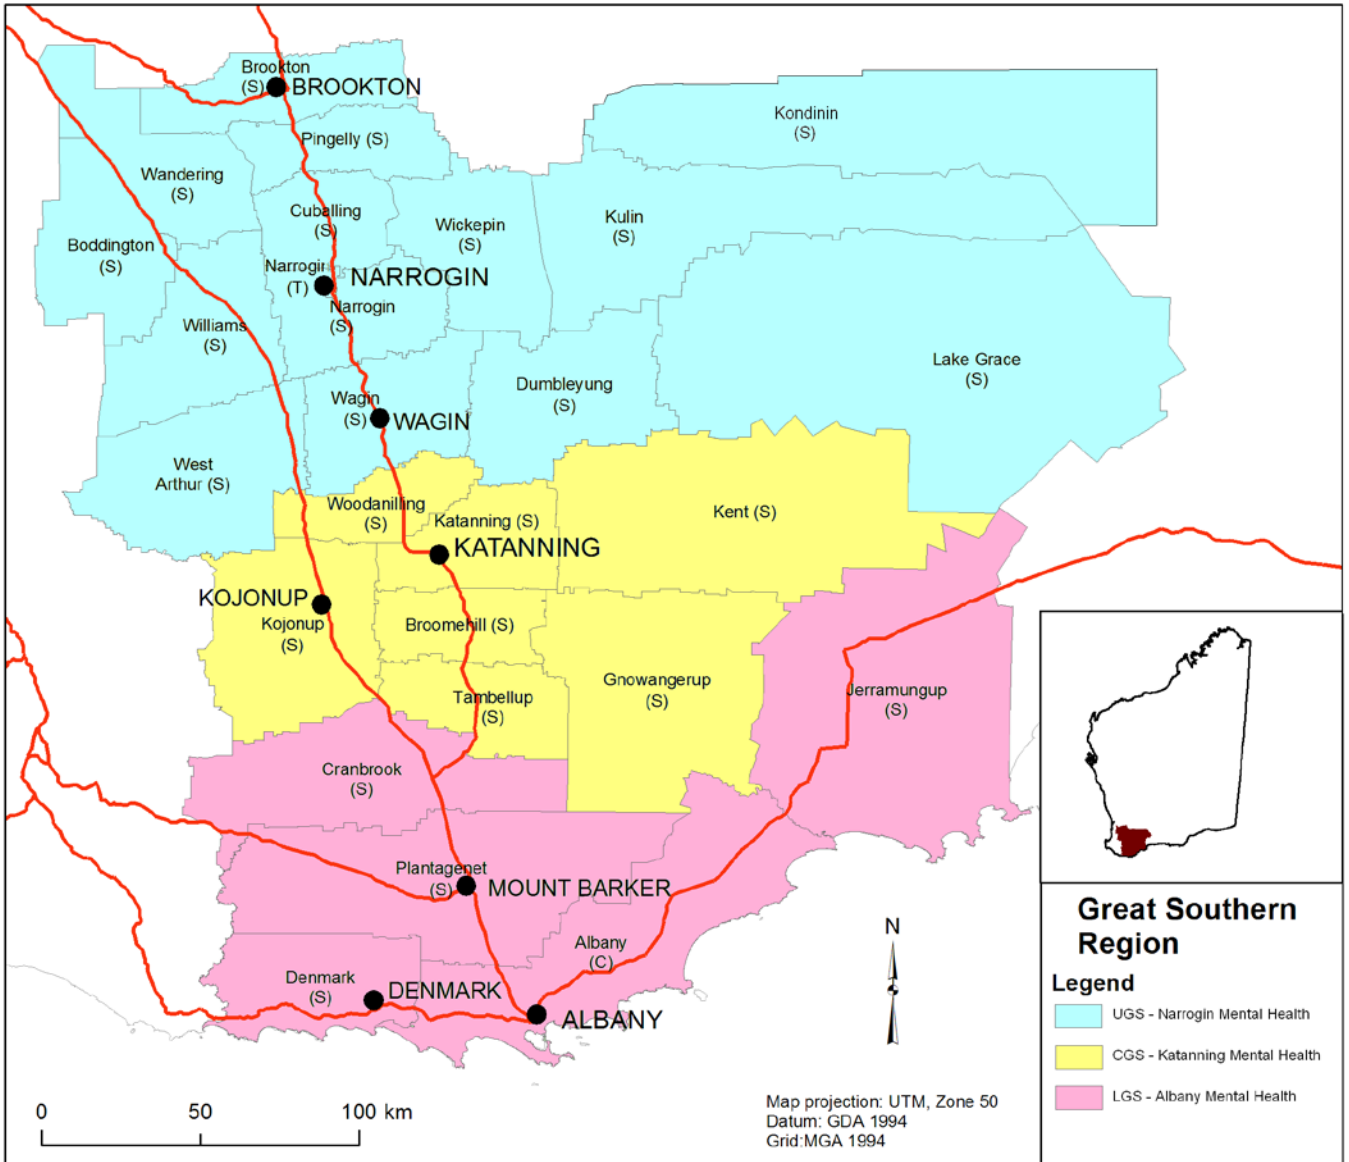 Brookton
(S)
BROOKTON
Kondinin
(S)
Pingelly (S)
Wandering
(S)
Cuballing
(S)
Wickepin
(S)
Kulin
(S)
Boddington
(S)
Narrogin
(T)
NARROGIN
Narrogin
(S)
Williams
(S)
Lake Grace
(S)
Dumbleyung
(S)
Wagin
(S)
WAGIN
West
Arthur (S)
Woodanilling
(S)
Katanning (S)
Kent (S)
KATANNING
KOJONUP
Kojonup
(S)
Broomehill (S)
Tambellup
(S)
Gnowangerup
(S)
Jerramungup
(S)
Cranbrook
(S)
Plantagenet
(S)
MOUNT BARKER
Albany
(C)
Denmark
(S)
DENMARK
ALBANY
N
Great Southern
Region
Legend
UGS - Narrogin Mental Health
CGS - Katanning Mental Health
LGS - Albany Mental Health
0 50 100 km
Map projection: UTM, Zone 50
Datum: GDA 1994
Grid:MGA 1994